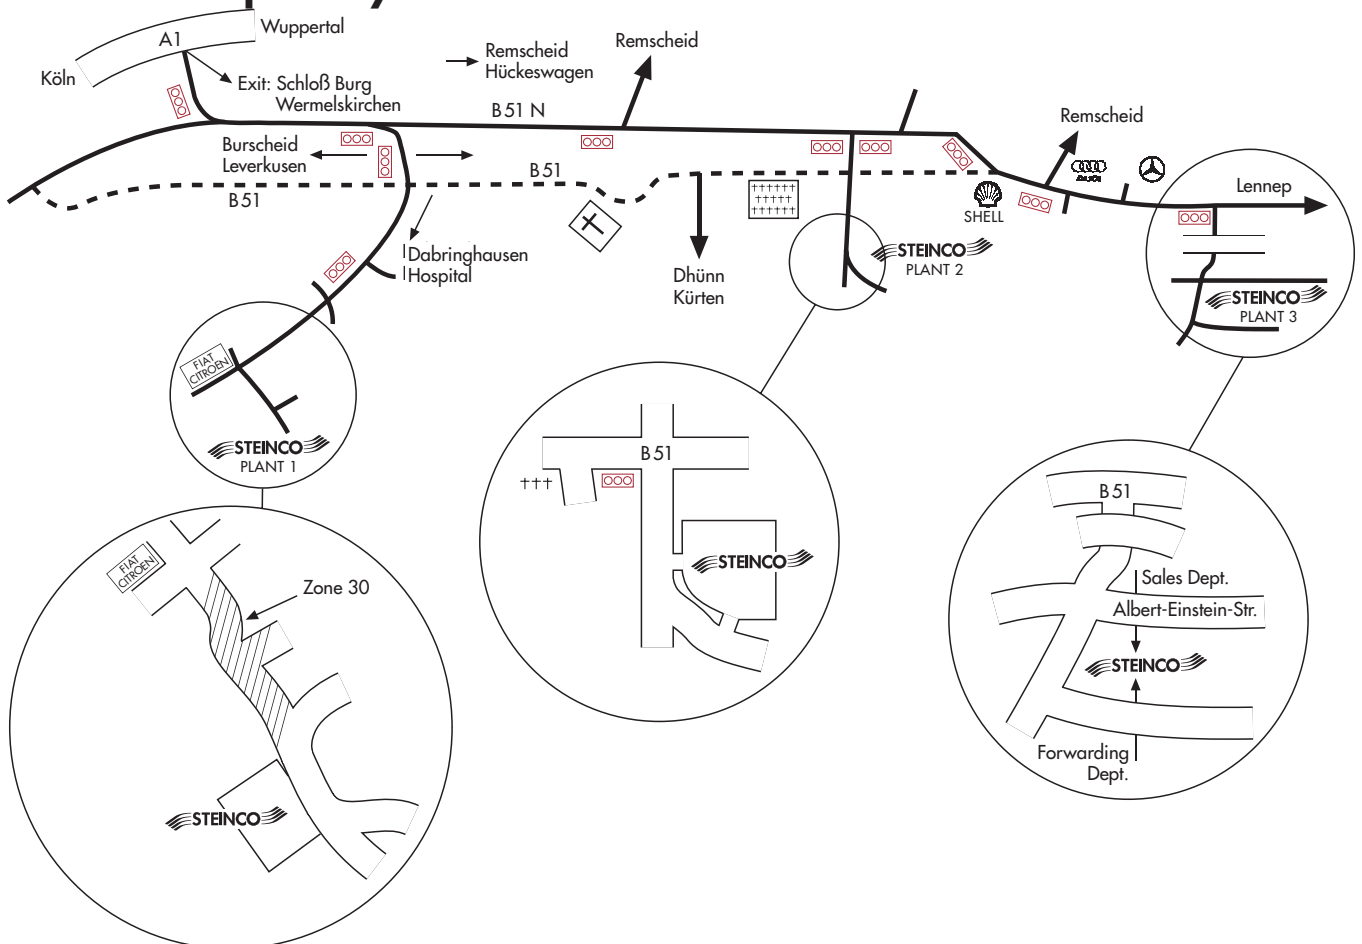 Wuppertal
A1
Köln
Exit: Schloß Burg
Wermelskirchen
Remscheid
Hückeswagen
Remscheid
B 51 N
Burscheid
Leverkusen
B 51
B 51
Remscheid
Lennep
SHELL
Dabringhausen
Hospital
Dhünn
Kürten
STEINCO
PLANT 2
STEINCO
PLANT 3
FIAT
CITROEN
STEINCO
PLANT 1
B 51
STEINCO
FIAT
CITROEN
Zone 30
STEINCO
B 51
Sales Dept.
Albert-Einstein-Str.
STEINCO
Forwarding
Dept.